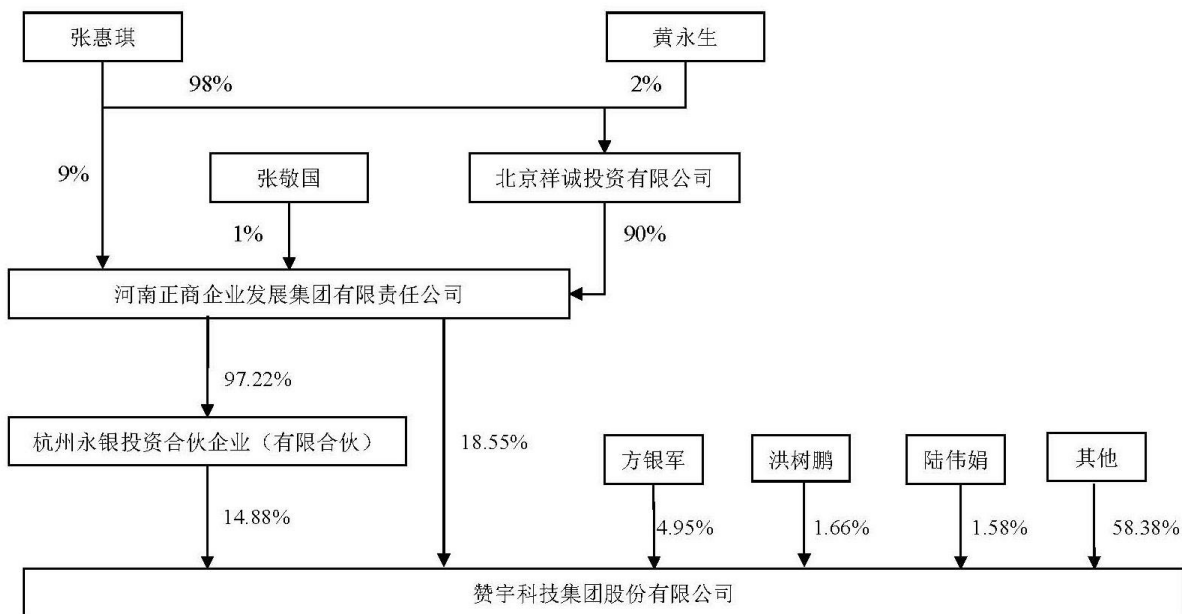 张惠琪
黄永生
98%
2%
9%
张敬国
北京祥诚投资有限公司
1%
90%
河南正商企业发展集团有限责任公司
97.22%
杭州永银投资合伙企业（有限合伙）
18.55%
方银军
洪树鹏
陆伟娟
其他
14.88%
4.95%
1.66%
1.58%
58.38%
赞宇科技集团股份有限公司